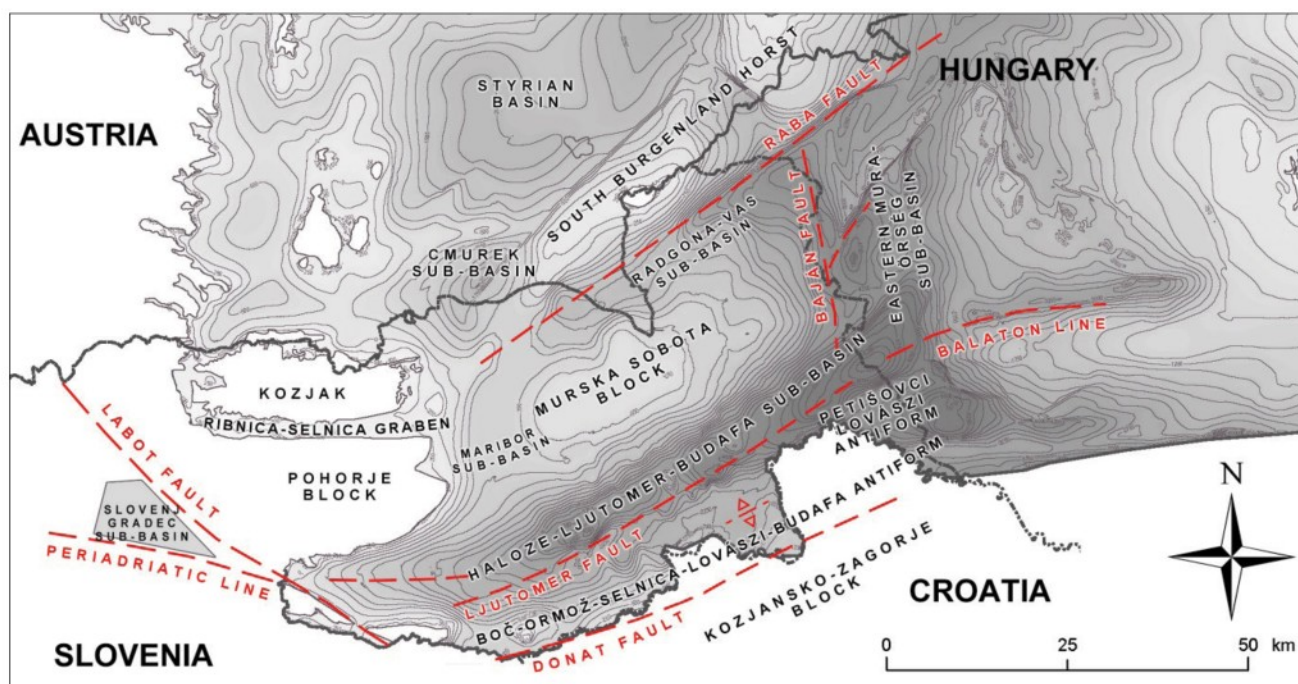 HUNGARY
STYRIAN
BASIN
SOUTH BURGENLAND HORST
RABA FAULT
AUSTRIA
BAJAN FAULT
EASTERN MURA-
ÖRSÉG
SUB-BASIN
RADGONA-VAS
SUB-BASIN
CMUREK
SUB-BASIN
BALATON LINE
MURSKA SOBOTA
BLOCK
KOZJAK
RIBNICA-SELNICA GRABEN
MARIBOR
SUB-BASIN
PETIŠOVCI
LOVÁSZI
ANTIFORM
LABOT FAULT
POHORJE
BLOCK
SLOVENJ
GRADEC
SUB-BASIN
PERIADRIATIC LINE
HALOZE-LJUTOMER-BUDAFA SUB-BASIN
LJUTOMER FAULT
BOČ-ORMOŽ-SELNICA-LOVÁSZI-BUDAFA ANTIFORM
DONAT FAULT
KOZJANSKO-ZAGORJE
BLOCK
N
CROATIA
SLOVENIA
0 25 50 km